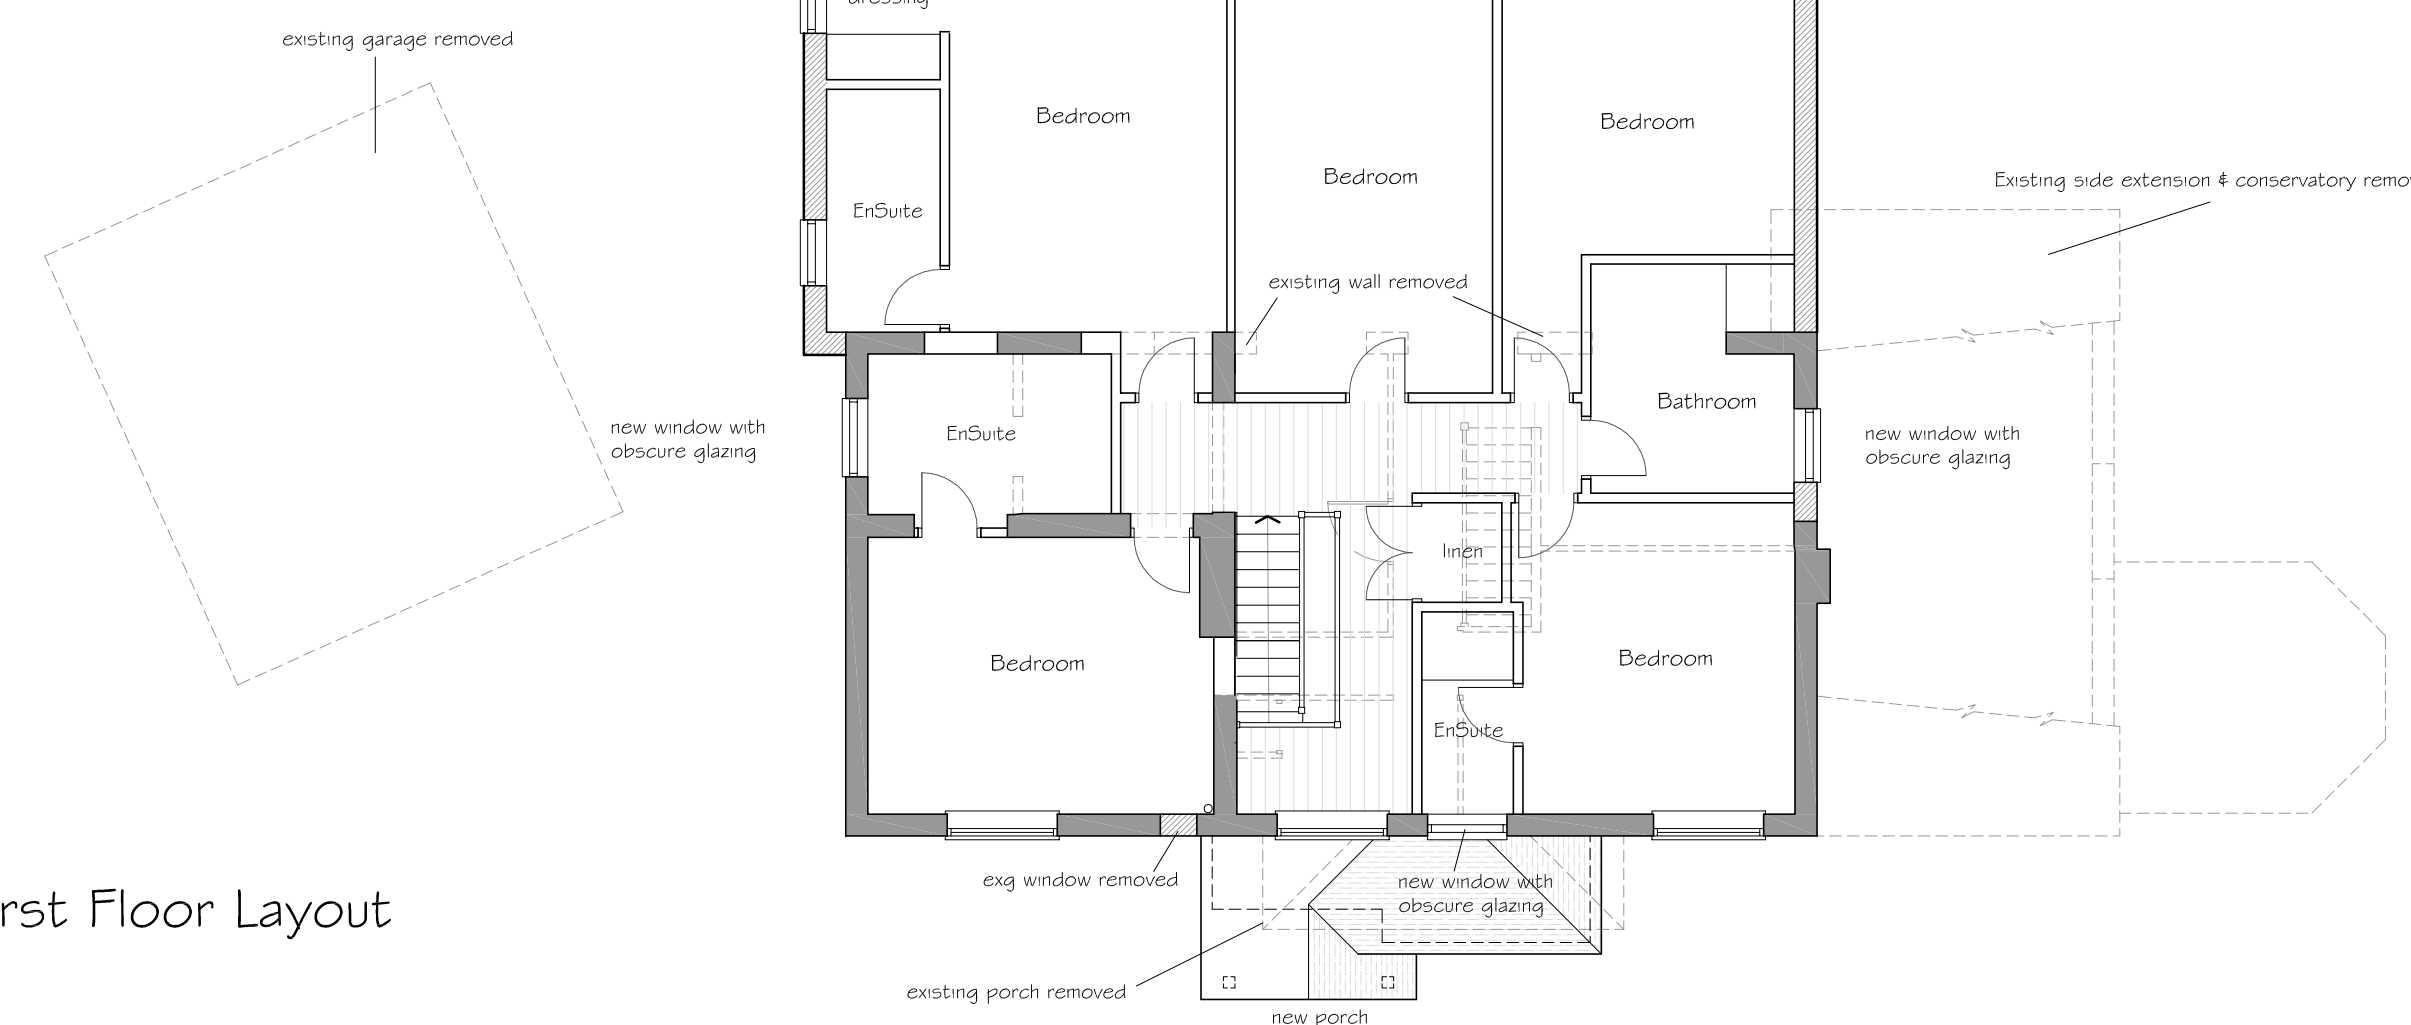 existing garage removed
Bedroom
Bedroom
Bedroom
Existing side extension & conservatory
EnSuite
existing wall removed
Bathroom
new window with
obscure glazing
EnSuite
new window with
obscure glazing
linen
Bedroom
Bedroom
EnSuite
exg window removed
new window with
obscure glazing
Floor Layout
existing porch removed
new porch